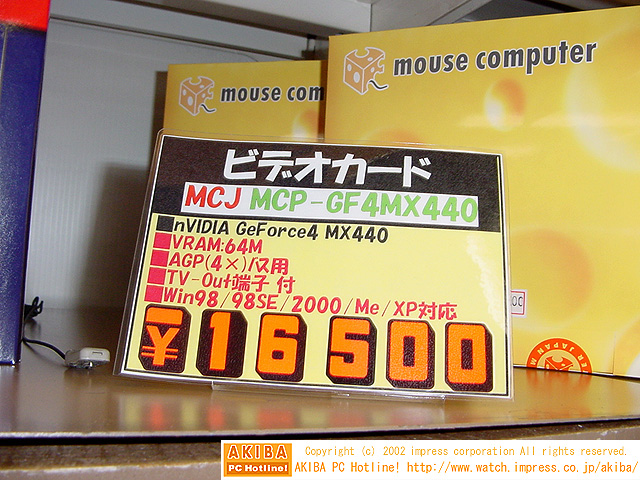 mouse computer
mouse com
ビデオカード
MCJ MCP-GF4MX440
■nVIDIA GeForce4 MX440
■VRAM:64M
■AGP(4×)バス用
■TV-Out端子 付
■Win98/98SE/2000/Me/XP対応
¥16500
AKIBA
PC Hotline!
Copyright (c) 2002 impress corporation All rights reserved.
AKIBA PC Hotline! http://www.watch.impress.co.jp/akiba/